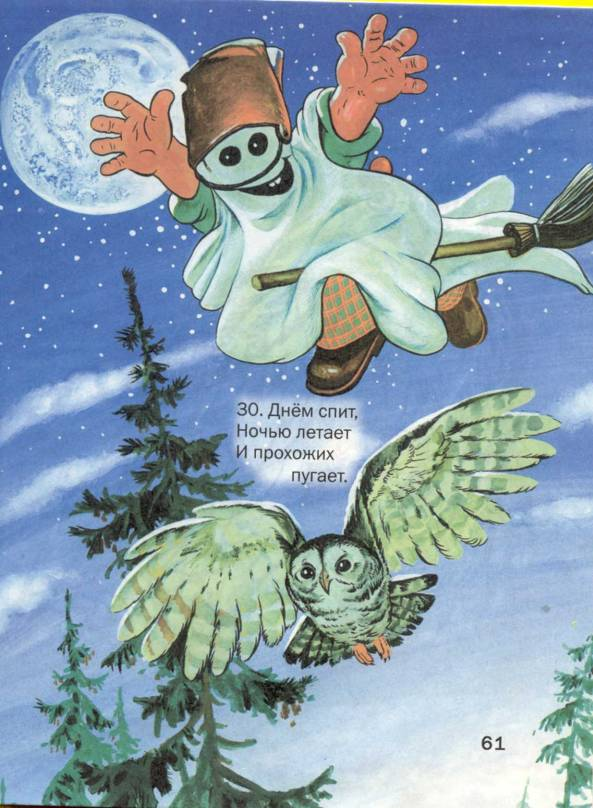 30. Днём спит,
Ночью летает
И прохожих
пугает.
61